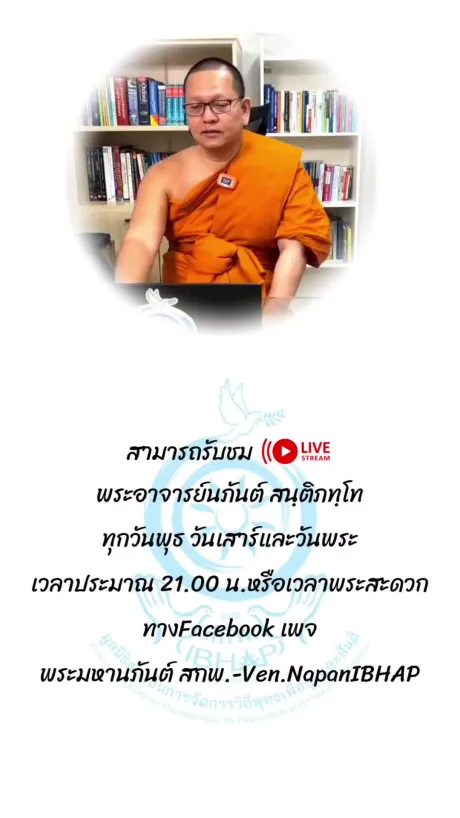 สามารถรับชม LIVE STREAM
พระอาจารย์นภันต์ สนฺติภทฺโท
ทุกวันพุธ วันเสาร์และวันพระ
เวลาประมาณ 21.00 น.หรือเวลาพระสะดวก
ทางFacebook เพจ
พระมหานภันต์ สกพ.-Ven.NapanIBHAP
IBHAP